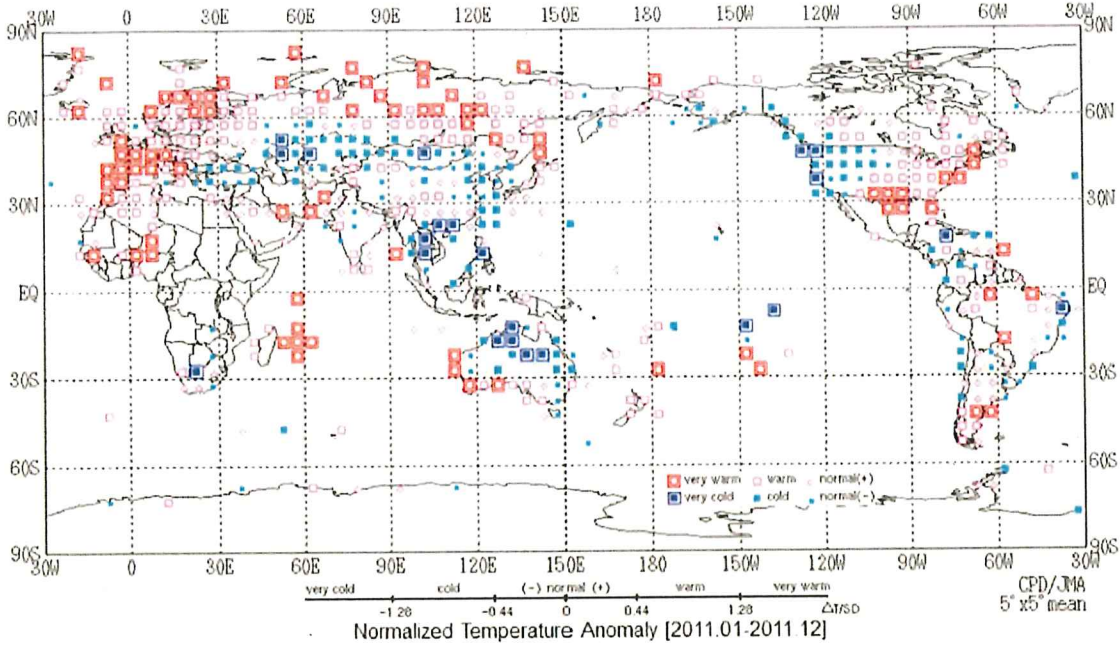 30W 0 30E 60E 90E 120E 150E 180 150W 120W 90W 60W 30W
90N 90N
60N 60N
30N 30N
EQ EQ
30S 30S
60S 60S
very warm warm normal(+)
very cold cold normal(-)
90S 90S
30W 0 30E 60E 90E 120E 150E 180 150W 120W 90W 60W 30W
very cold cold (-) normal (+) warm very warm CPD/JMA
-1.28 -0.44 0 0.44 1.28 ΔT/SD 5°x5°mean
Normalized Temperature Anomaly [2011.01-2011.12]